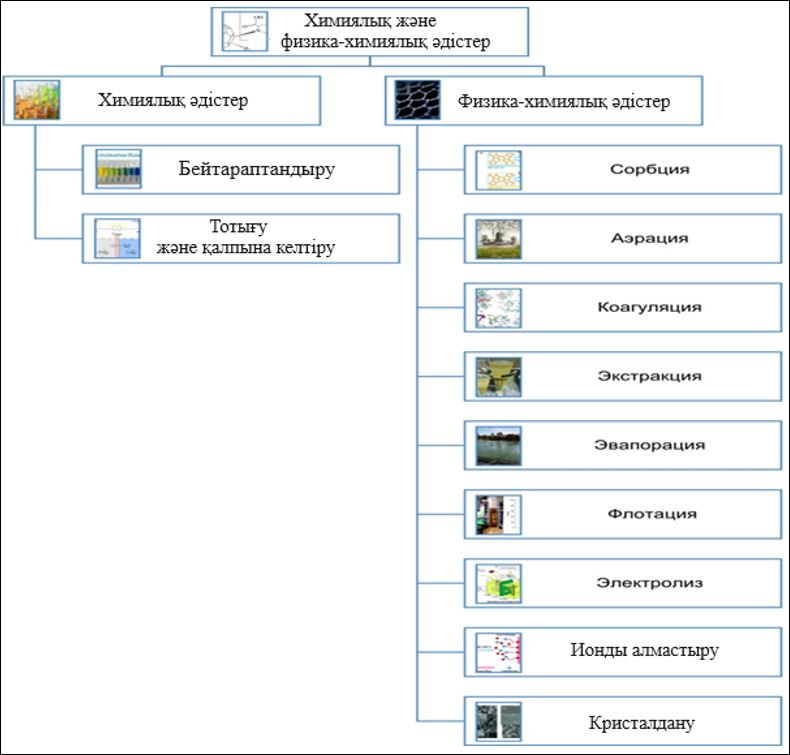 Химиялық және
физика-химиялық әдістер
Химиялық әдістер
Физика-химиялық әдістер
Бейтараптандыру
Тотығу
және қалпына келтіру
Сорбция
Аэрация
Коагуляция
Экстракция
Эвапорация
Флотация
Электролиз
Ионды алмастыру
Кристалдану